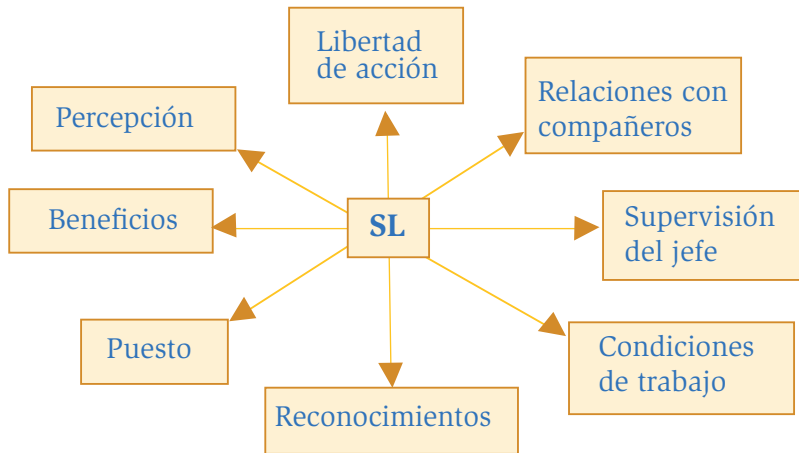 Libertad
de acción
Relaciones con
compañeros
Percepción
Beneficios
SL
Supervisión
del jefe
Puesto
Condiciones
de trabajo
Reconocimientos